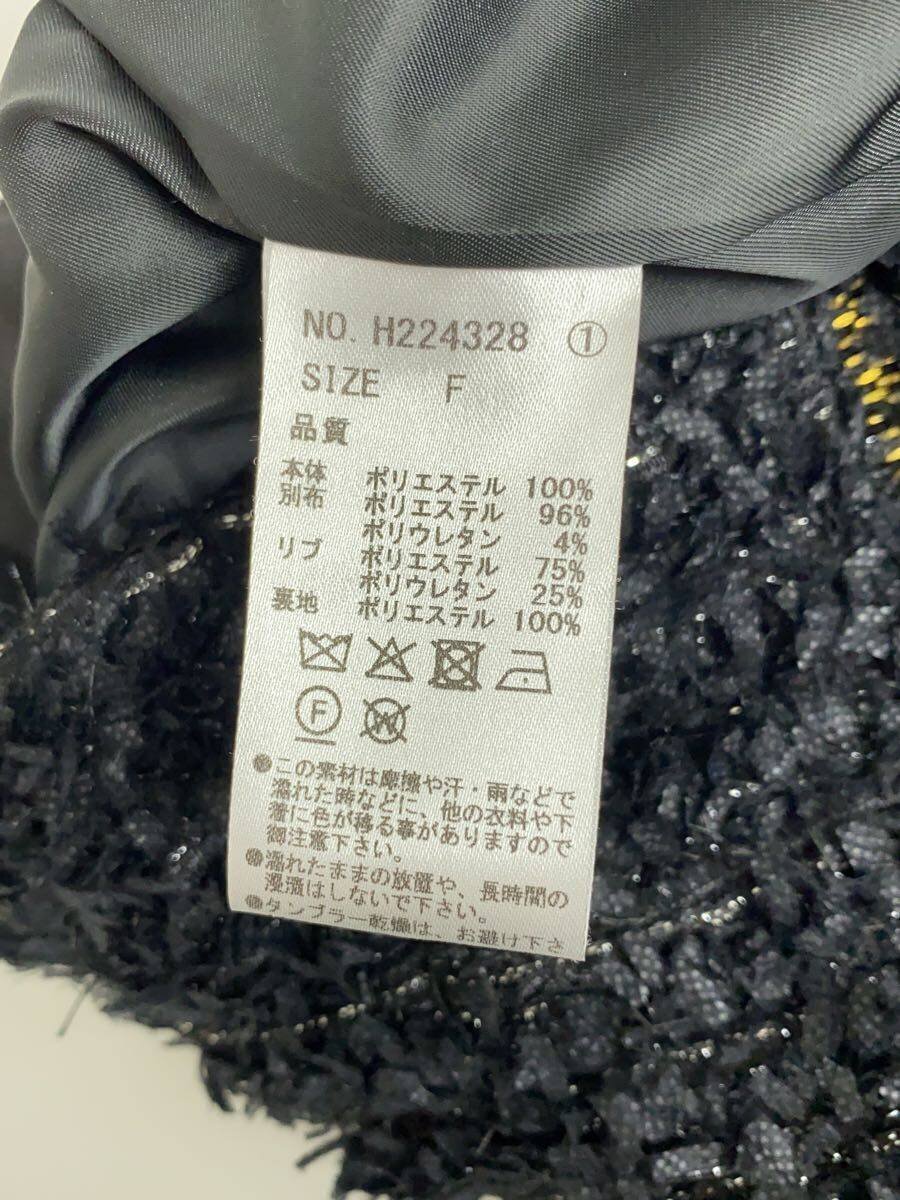 NO. H224328 ①
SIZE F
品質
本体 ポリエステル 100%
別布 ポリエステル 96%
ポリウレタン 4%
リブ ポリエステル 75%
ポリウレタン 25%
裏地 ポリエステル 100%
F
●この素材は摩擦や汗・雨などで
濡れた時などに、他の衣料や下
着に色が移る事がありますので
御注意下さい。
●濡れたままの放置や、長時間の
浸漬はしないで下さい。
●タンブラー乾燥は、お避け下さ